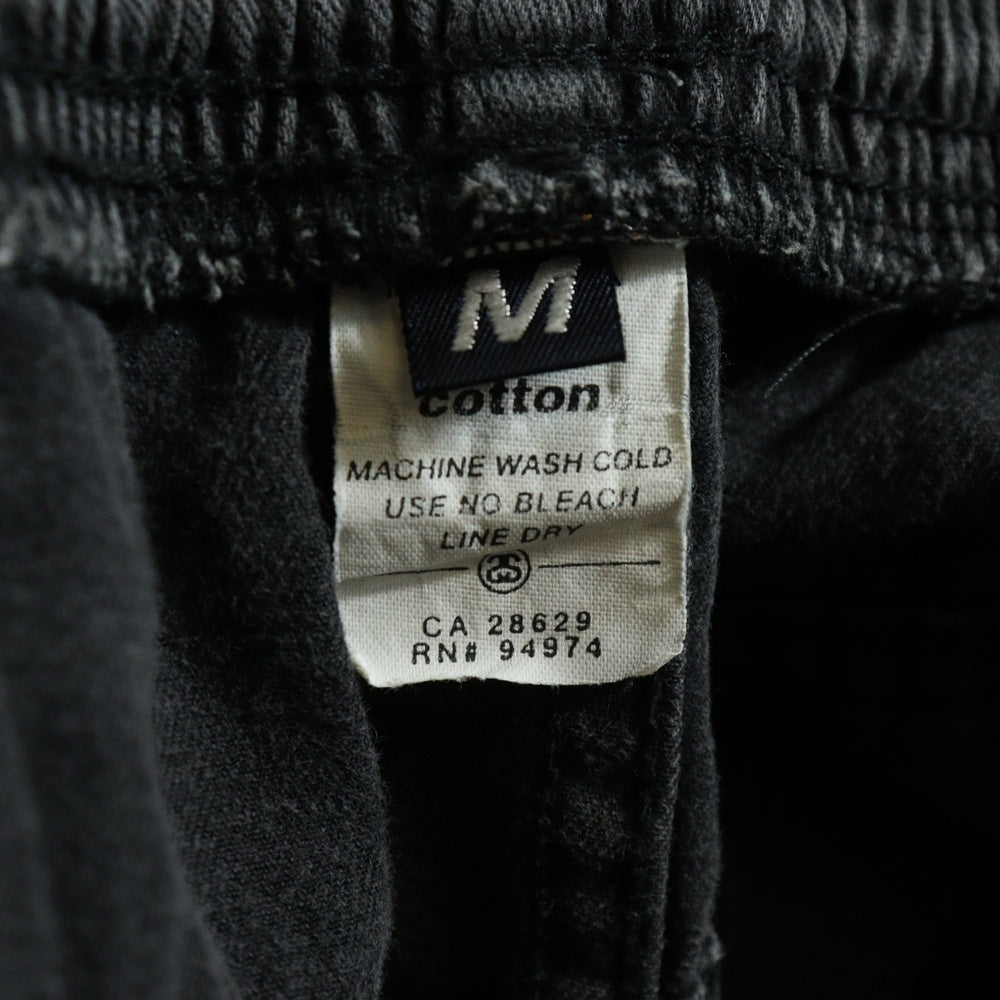 M
cotton
MACHINE WASH COLD
USE NO BLEACH
LINE DRY
CA 28629
RN# 94974